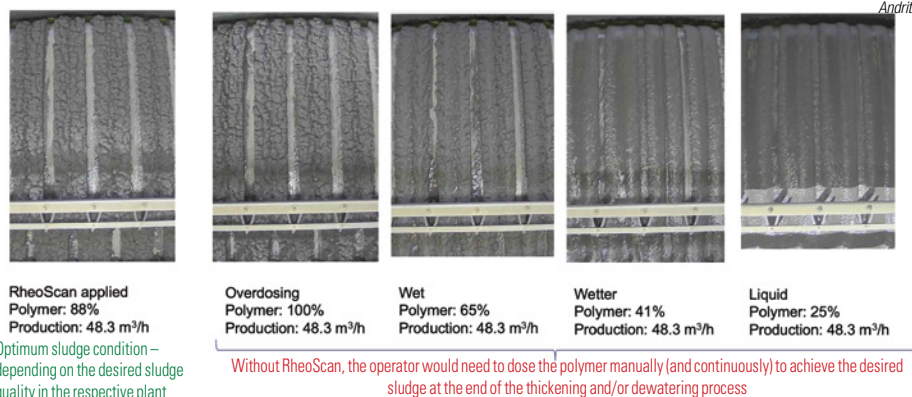 Andrit
RheoScan applied
Polymer: 88%
Production: 48.3 m³/h
Optimum sludge condition –
depending on the desired sludge
quality in the respective plant
Overdosing
Polymer: 100%
Production: 48.3 m³/h
Wet
Polymer: 65%
Production: 48.3 m³/h
Wetter
Polymer: 41%
Production: 48.3 m³/h
Liquid
Polymer: 25%
Production: 48.3 m³/h
Without RheoScan, the operator would need to dose the polymer manually (and continuously) to achieve the desired
sludge at the end of the thickening and/or dewatering process